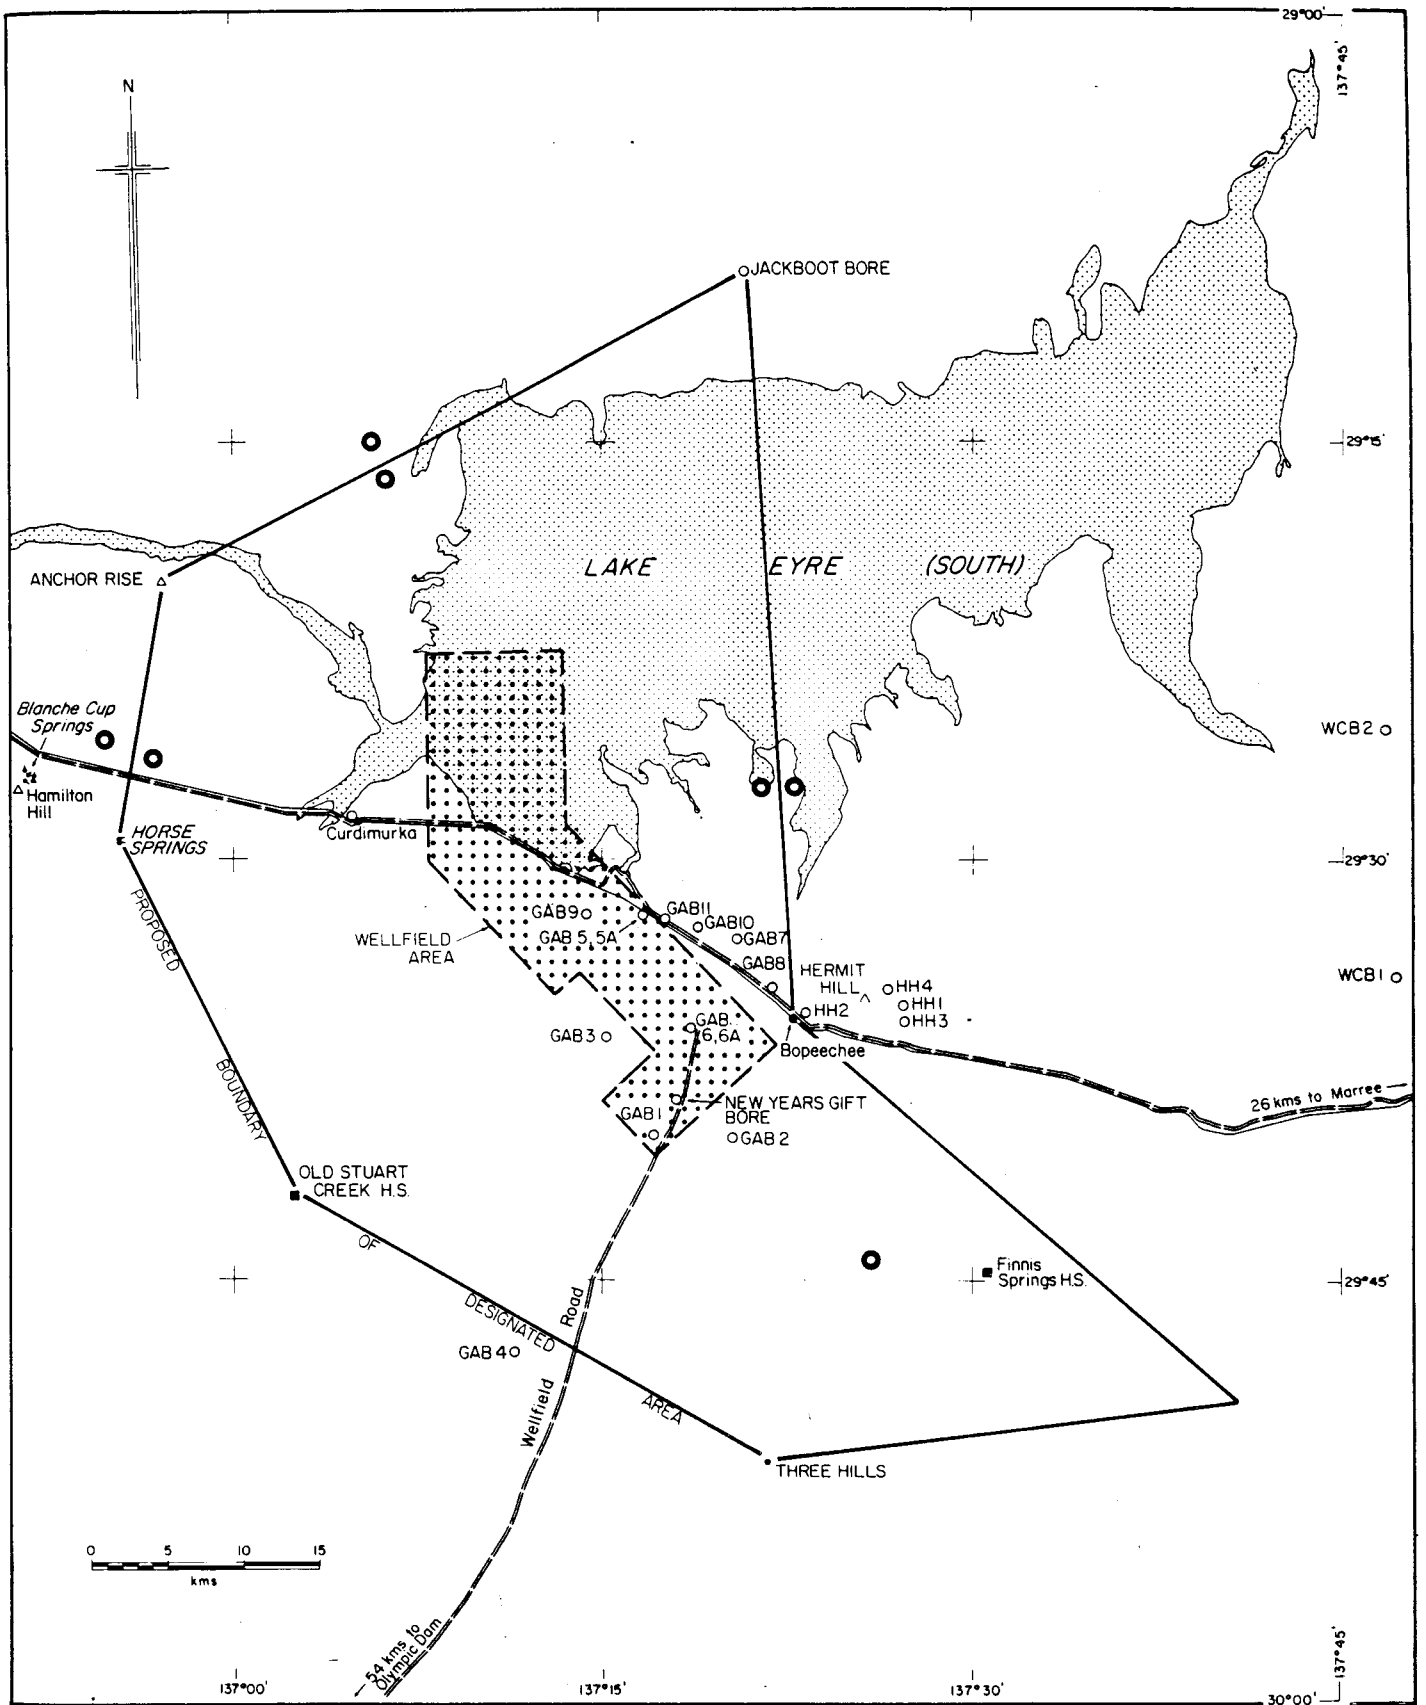 29°00'
137°45'
N
JACKBOOT BORE
29°15'
LAKE EYRE (SOUTH)
ANCHOR RISE
Blanche Cup
Springs
WCB2
Hamilton
Hill
Curdimurka
HORSE
SPRINGS
29°30'
GAB9
GAB11
GAB10
GAB 5,5A
GAB7
WELLFIELD
AREA
GAB8
HERMIT
HILL
HH4
WCB1
HH1
HH2
HH3
GAB
6,6A
GAB3
Bopeechee
PROPOSED
BOUNDARY
OF
DESIGNATED
AREA
26 kms to Marree
NEW YEARS GIFT
BORE
GAB1
GAB 2
OLD STUART
CREEK H.S.
Finnis
Springs H.S.
29°45'
Wellfield Road
GAB 4
THREE HILLS
0 5 10 15
kms
54 kms to
Olympic Dam
137°00'
137°15'
137°30'
137°45'
30°00'